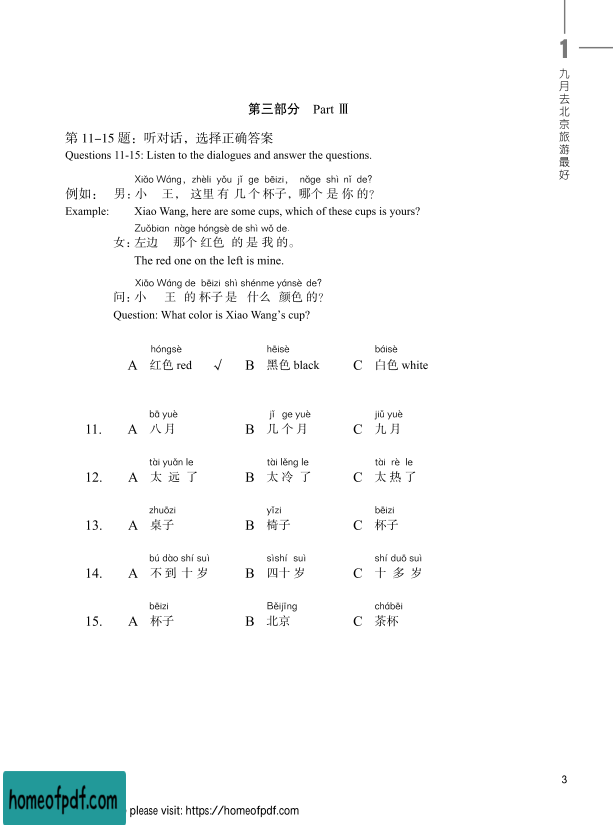 1
九月去北京旅游最好
第三部分 Part Ⅲ
第 11–15 题：听对话，选择正确答案
Questions 11-15: Listen to the dialogues and answer the questions.
Xiǎo Wáng, zhèli yǒu jǐ ge bēizi, nǎge shì nǐ de?
例如： 男：小 王， 这里 有 几 个 杯子，哪个 是 你 的？
Example: Xiao Wang, here are some cups, which of these cups is yours?
Zuǒbian nàge hóngsè de shì wǒ de.
女：左边 那个 红色 的 是 我 的。
The red one on the left is mine.
Xiǎo Wáng de bēizi shì shénme yánsè de?
问：小 王 的 杯子 是 什么 颜色 的？
Question: What color is Xiao Wang's cup?
hóngsè hēisè báisè
A 红色 red √ B 黑色 black C 白色 white
bā yuè jǐ ge yuè jiǔ yuè
11. A 八 月 B 几 个 月 C 九 月
tài yuǎn le tài lěng le tài rè le
12. A 太 远 了 B 太 冷 了 C 太 热 了
zhuōzi yǐzi bēizi
13. A 桌子 B 椅子 C 杯子
bú dào shí suì sìshí suì shí duō suì
14. A 不 到 十 岁 B 四十 岁 C 十 多 岁
bēizi Běijīng chábēi
15. A 杯子 B 北京 C 茶杯
3
homeofpdf.com
please visit: https://homeofpdf.com